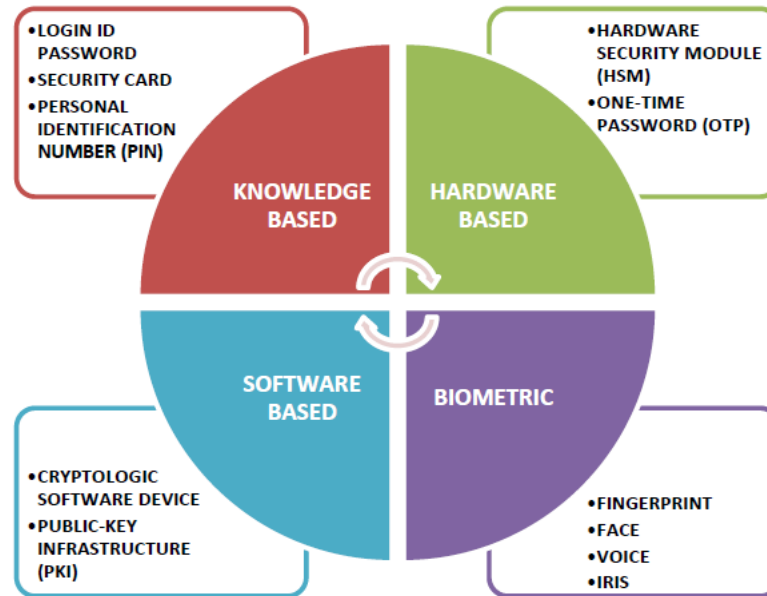 •LOGIN ID
PASSWORD
•SECURITY CARD
•PERSONAL
IDENTIFICATION
NUMBER (PIN)
•HARDWARE
SECURITY MODULE
(HSM)
•ONE-TIME
PASSWORD (OTP)
KNOWLEDGE
BASED
HARDWARE
BASED
SOFTWARE
BASED
BIOMETRIC
•CRYPTOLOGIC
SOFTWARE DEVICE
•PUBLIC-KEY
INFRASTRUCTURE
(PKI)
•FINGERPRINT
•FACE
•VOICE
•IRIS